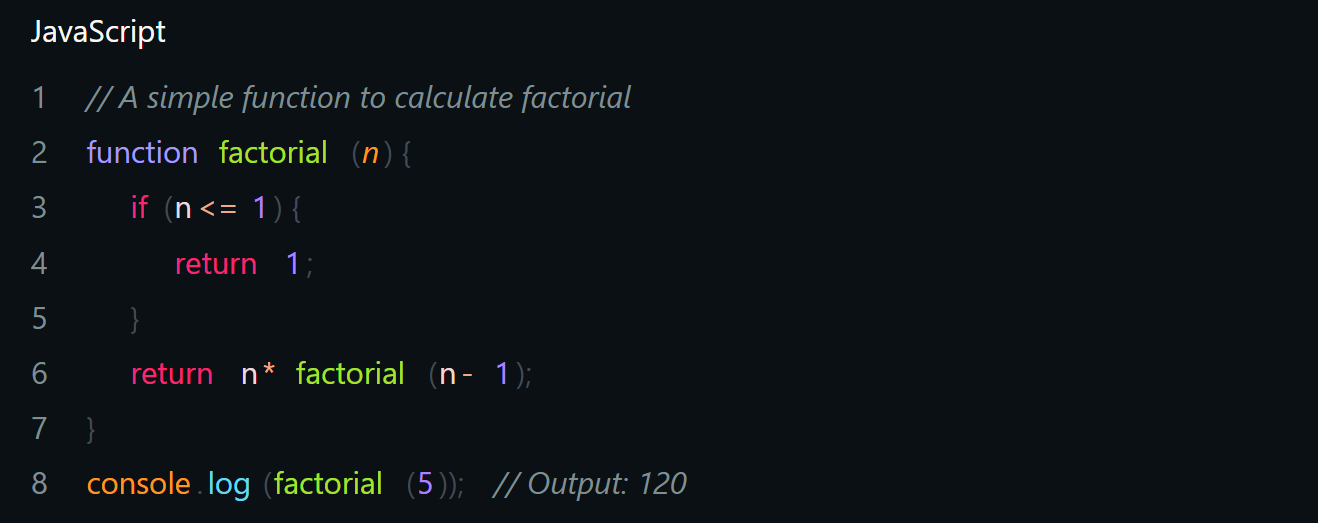 JavaScript
1 // A simple function to calculate factorial
2 function factorial (n) {
3 if (n <= 1) {
4 return 1;
5 }
6 return n * factorial (n - 1);
7 }
8 console.log (factorial (5)); // Output: 120